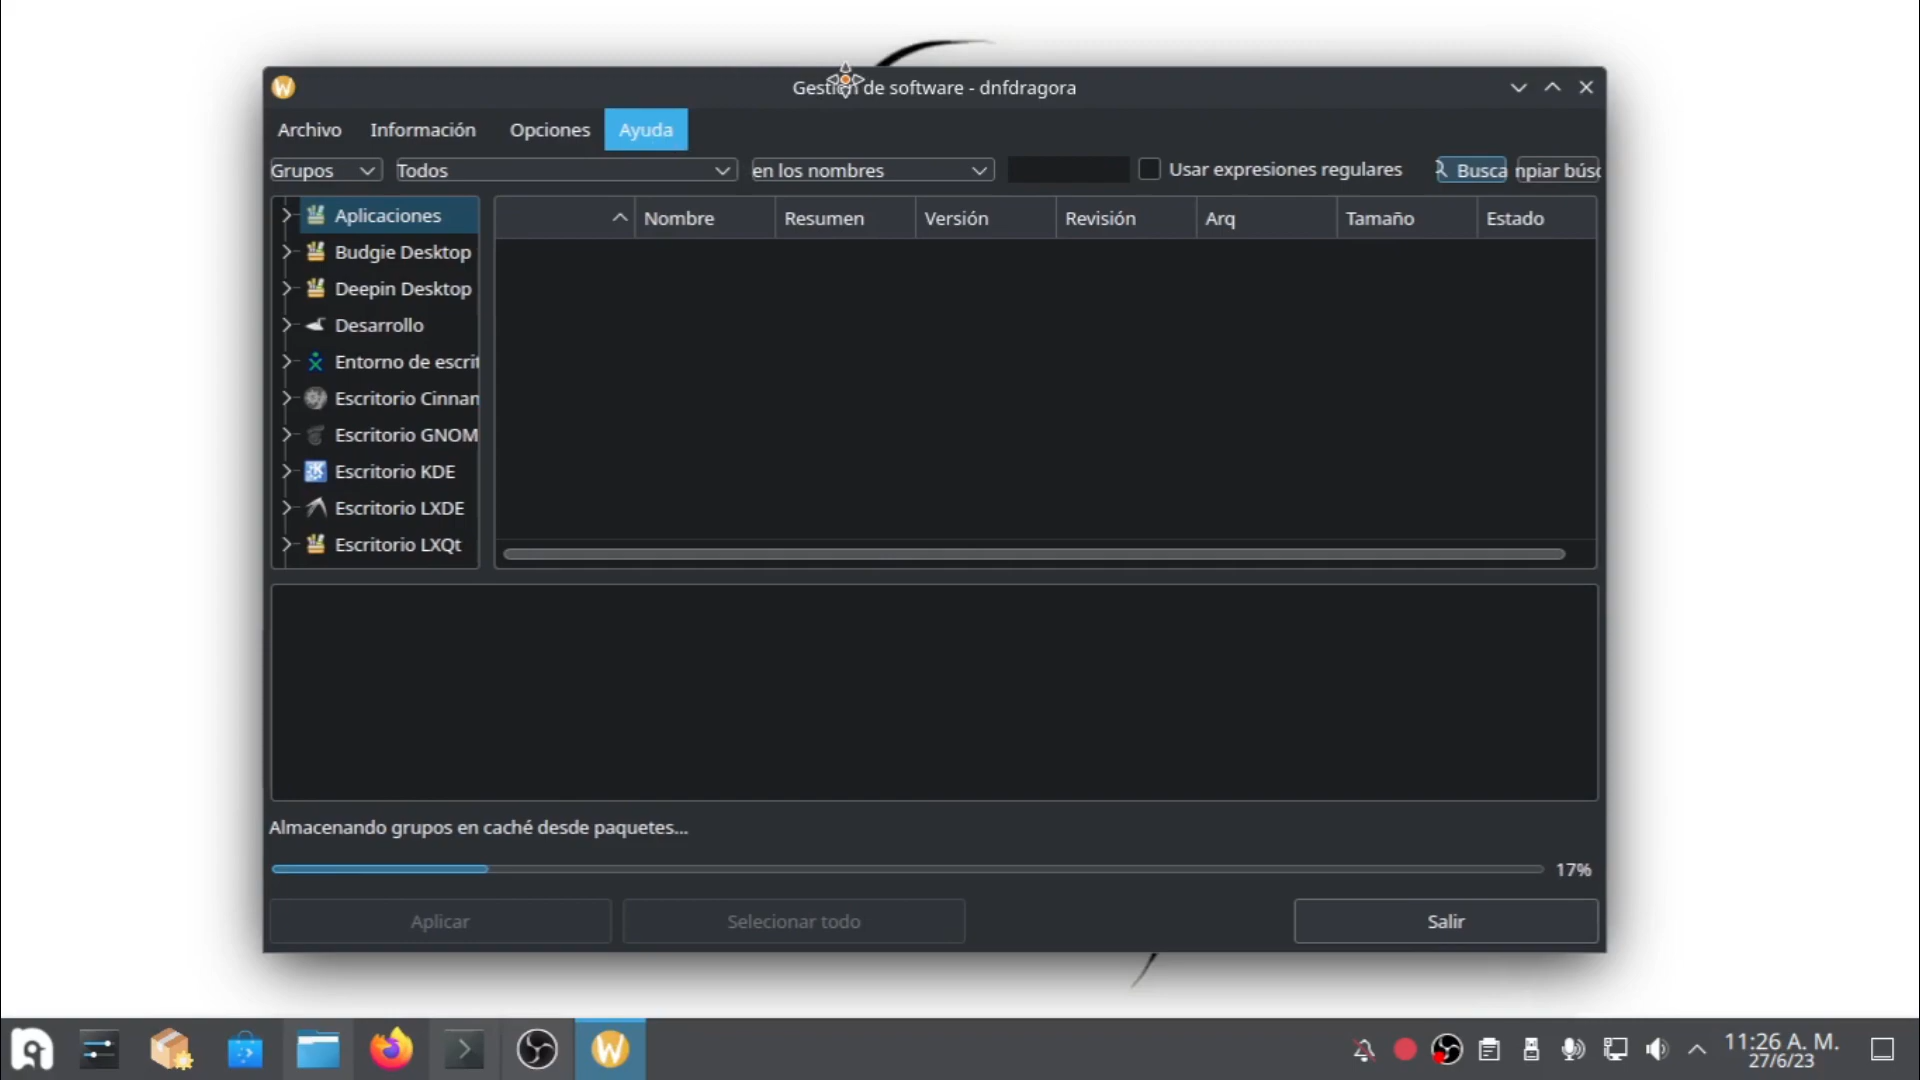 Gestión de software - dnfdragora
Archivo Información Opciones Ayuda
Grupos Todos en los nombres Usar expresiones regulares Busca npiar búsc
Nombre Resumen Versión Revisión Arq Tamaño Estado
Aplicaciones
Budgie Desktop
Deepin Desktop
Desarrollo
Entorno de escrit
Escritorio Cinnan
Escritorio GNOM
Escritorio KDE
Escritorio LXDE
Escritorio LXQt
Almacenando grupos en caché desde paquetes...
17%
Aplicar Selecionar todo Salir
11:26 A. M.
27/6/23